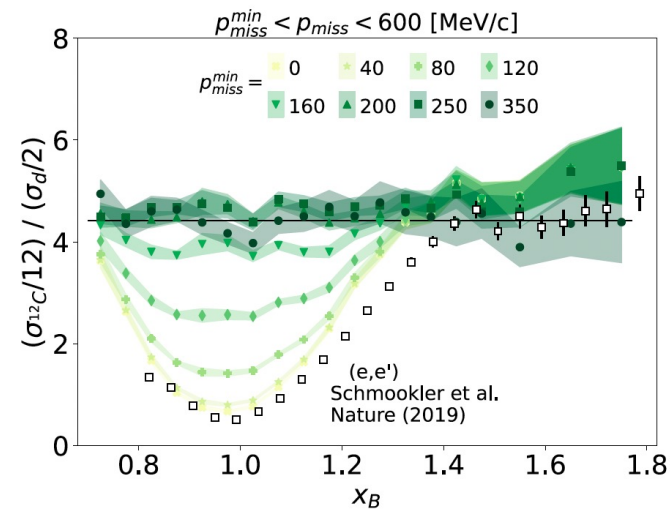 p_miss^min < p_miss < 600 [MeV/c]
p_miss^min = 0 40 80 120
160 200 250 350
(σ¹²C/12) / (σ_d/2)
8
6
4
2
0
(e,e')
Schmookler et al.
Nature (2019)
0.8 1.0 1.2 1.4 1.6 1.8
x_B